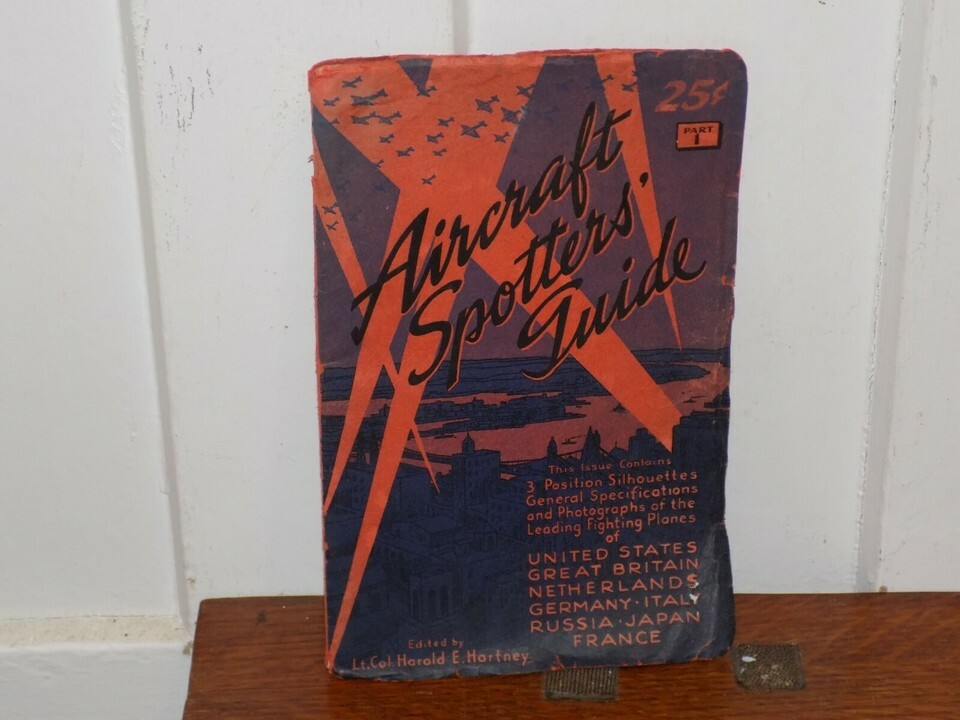 25¢
PART
1
Aircraft
Spotters'
Guide
This Issue Contains
3 Position Silhouettes
General Specifications
and Photographs of the
Leading Fighting Planes
of
UNITED STATES
GREAT BRITAIN
NETHERLANDS
GERMANY·ITALY
RUSSIA·JAPAN
FRANCE
Edited by
Lt. Col. Harold E. Hartney